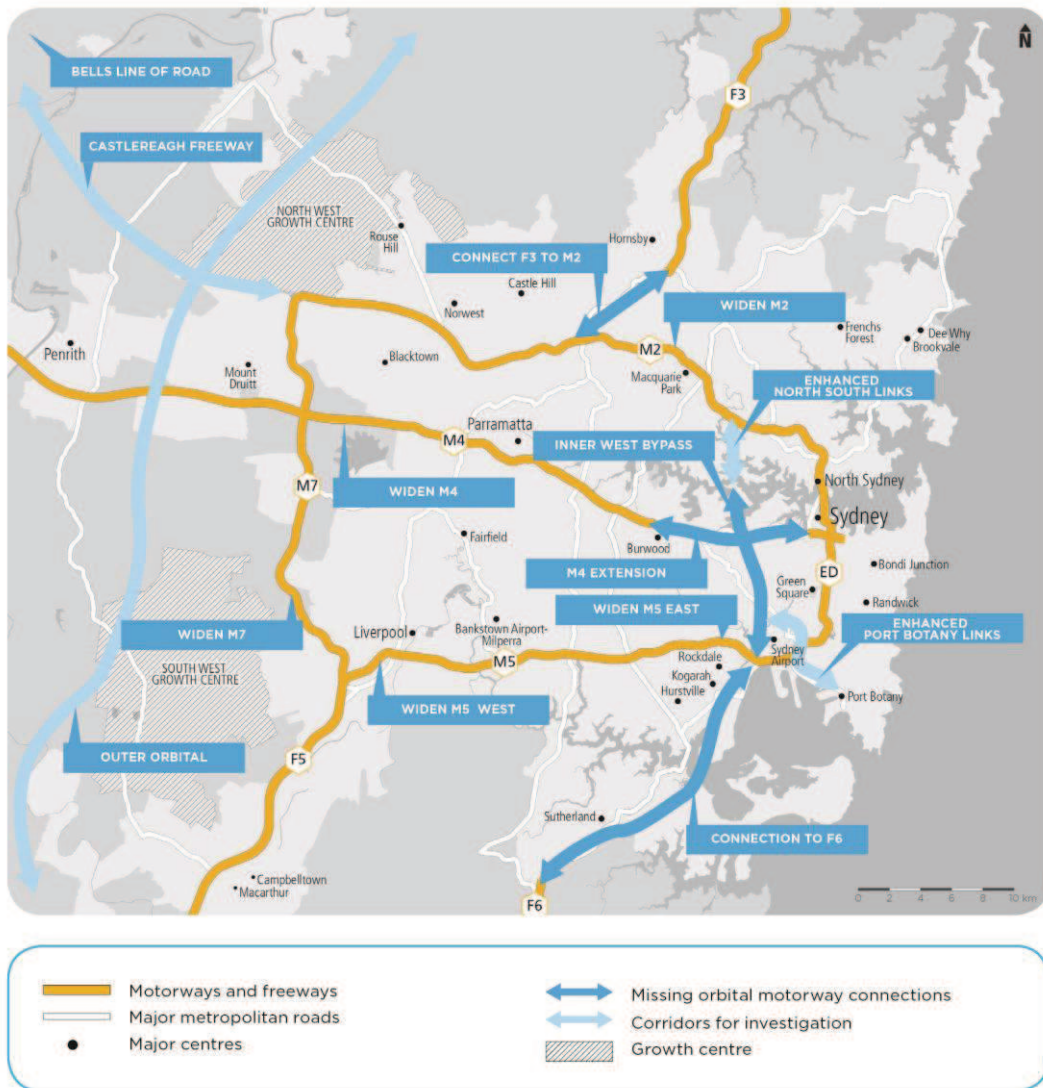 N
F3
BELLS LINE OF ROAD
CASTLEREAGH FREEWAY
NORTH WEST
GROWTH CENTRE
Rouse
Hill
Hornsby
CONNECT F3 TO M2
Castle Hill
Norwest
WIDEN M2
Frenchs
Forest
Dee Why
Brookvale
Penrith
Mount
Druitt
Blacktown
M2
Macquarie
Park
ENHANCED
NORTH SOUTH LINKS
Parramatta
M4
INNER WEST BYPASS
M7
WIDEN M4
North Sydney
Sydney
Fairfield
Burwood
M4 EXTENSION
ED
Bondi Junction
Green
Square
Randwick
WIDEN M5 EAST
ENHANCED
PORT BOTANY LINKS
WIDEN M7
Liverpool
Bankstown Airport-
Milperra
M5
Sydney
Airport
Rockdale
Kogarah
Hurstville
Port Botany
SOUTH WEST
GROWTH CENTRE
WIDEN M5 WEST
OUTER ORBITAL
F5
Sutherland
CONNECTION TO F6
Campbelltown
Macarthur
F6
0 2 4 6 8 10 km
Motorways and freeways
Major metropolitan roads
Major centres
Missing orbital motorway connections
Corridors for investigation
Growth centre